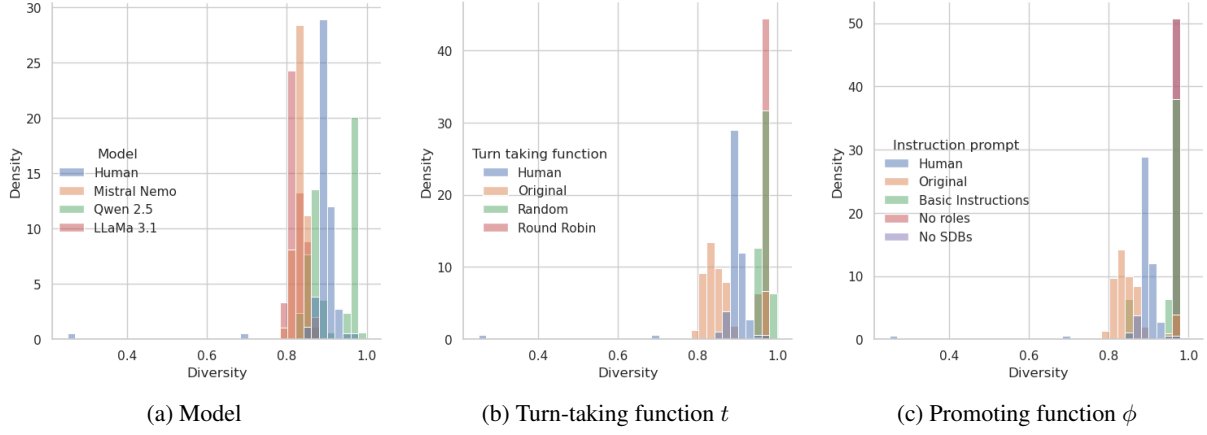 30
25
20
15
10
5
0
Density
Model
Human
Mistral Nemo
Qwen 2.5
LLaMa 3.1
0.4 0.6 0.8 1.0
Diversity
(a) Model
40
30
20
10
0
Density
Turn taking function
Human
Original
Random
Round Robin
0.4 0.6 0.8 1.0
Diversity
(b) Turn-taking function t
50
40
30
20
10
0
Density
Instruction prompt
Human
Original
Basic Instructions
No roles
No SDBs
0.4 0.6 0.8 1.0
Diversity
(c) Promoting function ϕ